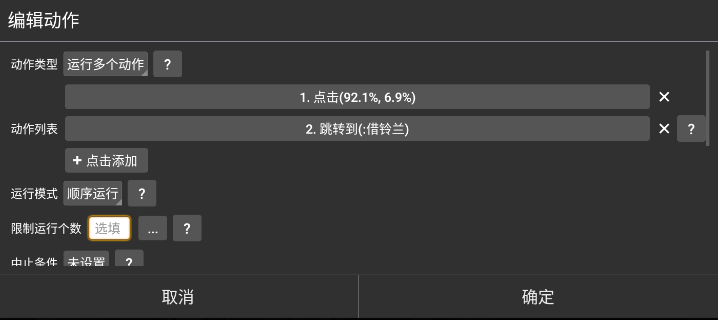 编辑动作
动作类型 运行多个动作 ?
1. 点击(92.1%, 6.9%) ✕
动作列表 2. 跳转到(:借铃兰) ✕ ?
+ 点击添加
运行模式 顺序运行 ?
限制运行个数 选填 ... ?
中止条件 未设置 ?
取消 确定